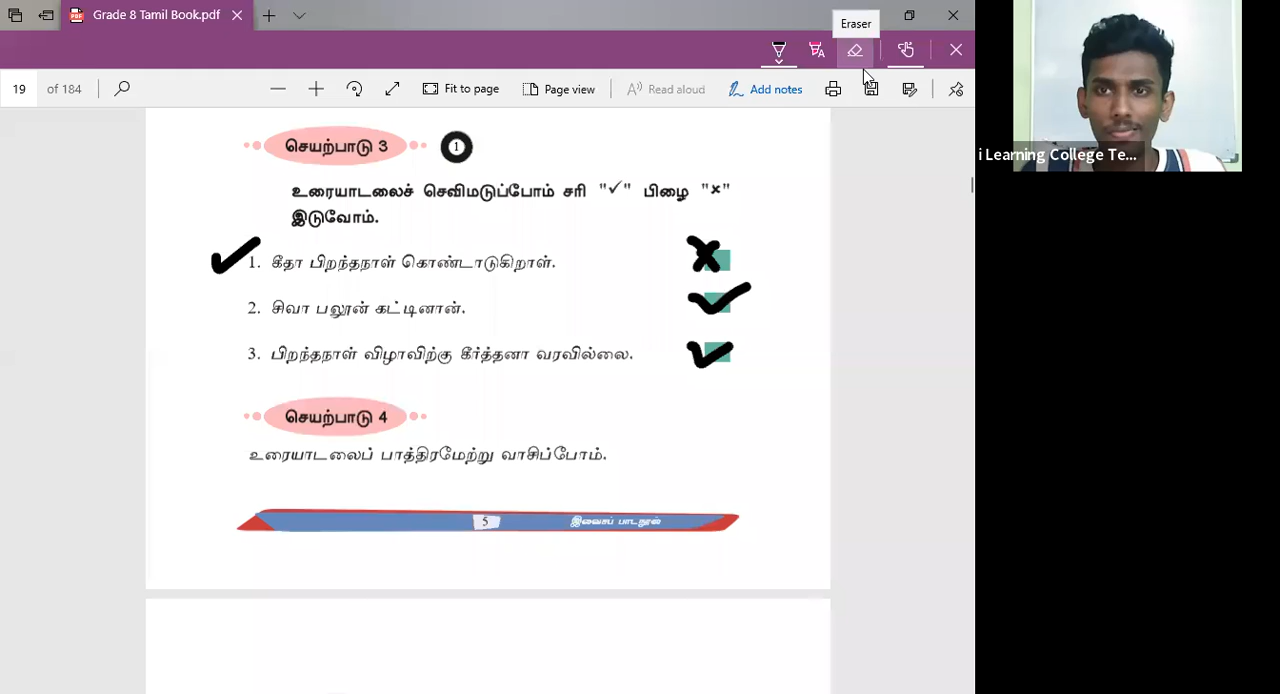 Grade 8 Tamil Book.pdf
Eraser
19 of 184
Fit to page
Page view
Read aloud
Add notes
i Learning College Te...
செயற்பாடு 3
1
உரையாடலைச் செவிமடுப்போம் சரி "✓" பிழை "×"
இடுவோம்.
1. கீதா பிறந்தநாள் கொண்டாடுகிறாள்.
2. சிவா பலூன் கட்டினான்.
3. பிறந்தநாள் விழாவிற்கு கீர்த்தனா வரவில்லை.
செயற்பாடு 4
உரையாடலைப் பாத்திரமேற்று வாசிப்போம்.
5 இலவசப் பாடநூல்